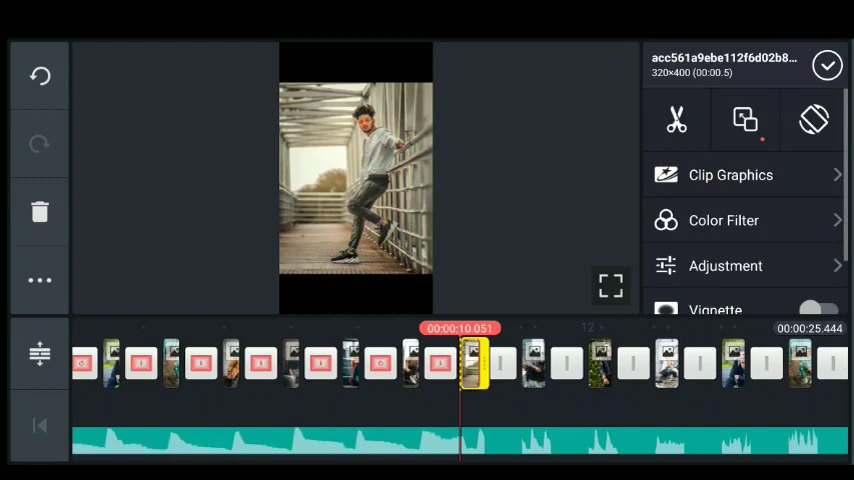 acc561a9ebe112f6d02b8...
320×400 (00:00.5)
Clip Graphics
Color Filter
Adjustment
Vignette
00:00:10.051
12
00:00:25.444